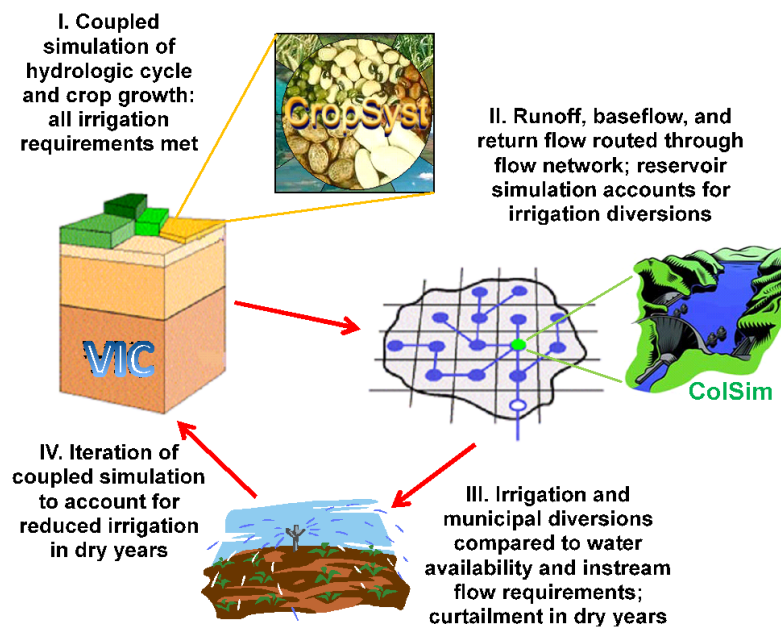 I. Coupled
simulation of
hydrologic cycle
and crop growth:
all irrigation
requirements met
CropSyst
II. Runoff, baseflow, and
return flow routed through
flow network; reservoir
simulation accounts for
irrigation diversions
VIC
ColSim
III. Irrigation and
municipal diversions
compared to water
availability and instream
flow requirements;
curtailment in dry years
IV. Iteration of
coupled simulation
to account for
reduced irrigation
in dry years